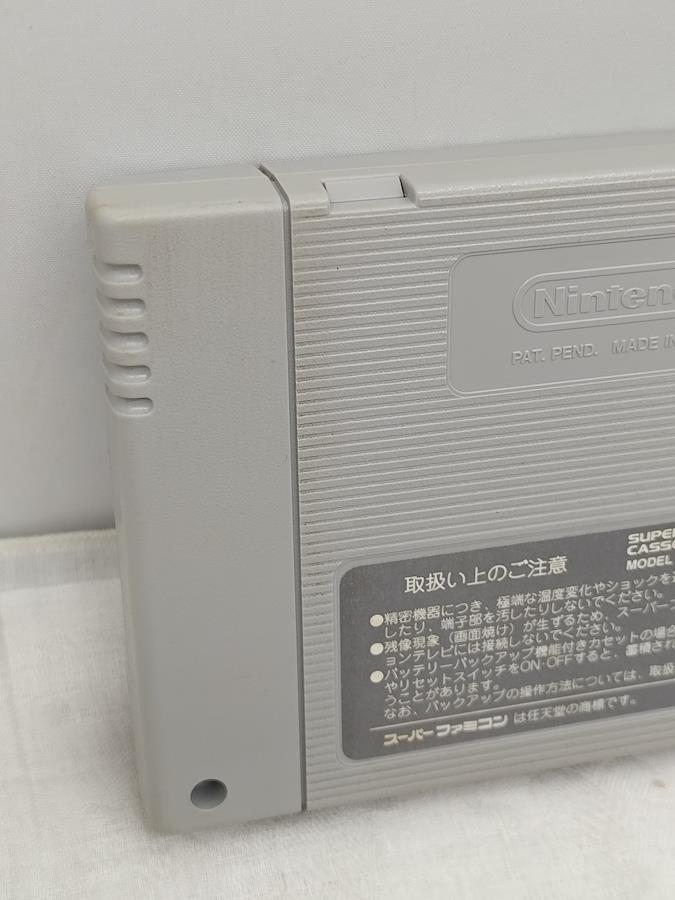 Ninten
PAT. PEND. MADE IN
SUPER
CASSE
MODEL
取扱い上のご注意
●精密機器につき、極端な温度変化やショックを
したり、端子部を汚したりしないでください。
●残像現象（画面焼け）が生ずるため、スーパー
ョンテレビには接続しないでください。
●バッテリーバックアップ機能付きカセットの場合
やリセットスイッチをON・OFFすると、蓄積され
うことがあります。
なお、バックアップの操作方法については、取扱
スーパーファミコン は任天堂の商標です。